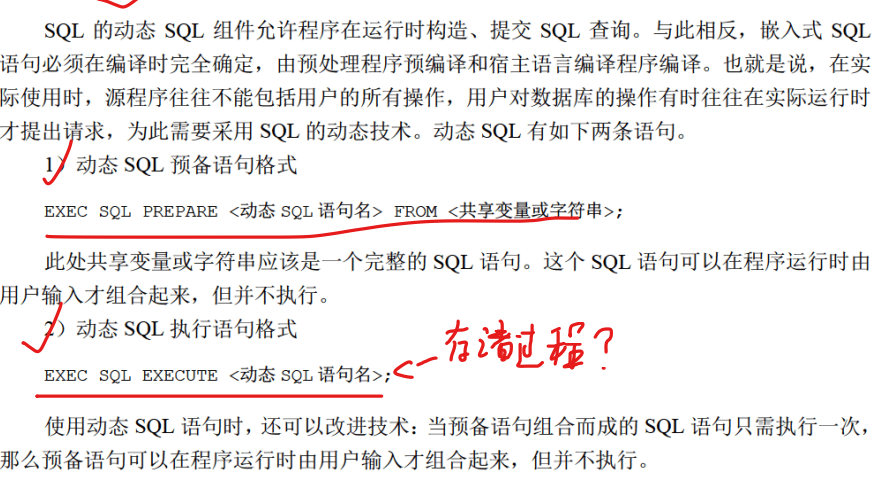 SQL 的动态 SQL 组件允许程序在运行时构造、提交 SQL 查询。与此相反，嵌入式 SQL
语句必须在编译时完全确定，由预处理程序预编译和宿主语言编译程序编译。也就是说，在实
际使用时，源程序往往不能包括用户的所有操作，用户对数据库的操作有时往往在实际运行时
才提出请求，为此需要采用 SQL 的动态技术。动态 SQL 有如下两条语句。
1）动态 SQL 预备语句格式
EXEC SQL PREPARE <动态 SQL 语句名> FROM <共享变量或字符串>;
此处共享变量或字符串应该是一个完整的 SQL 语句。这个 SQL 语句可以在程序运行时由
用户输入才组合起来，但并不执行。
2）动态 SQL 执行语句格式
存储过程?
EXEC SQL EXECUTE <动态 SQL 语句名>;
使用动态 SQL 语句时，还可以改进技术：当预备语句组合而成的 SQL 语句只需执行一次，
那么预备语句可以在程序运行时由用户输入才组合起来，但并不执行。